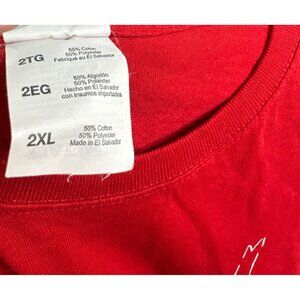 2TG
50% Coton
50% Polyester
Fabriqué au El Salvador
2EG
50% Algodón
50% Poliéster
Hecho en El Salvador
con insumos importados
2XL
50% Cotton
50% Polyester
Made in El Salvador